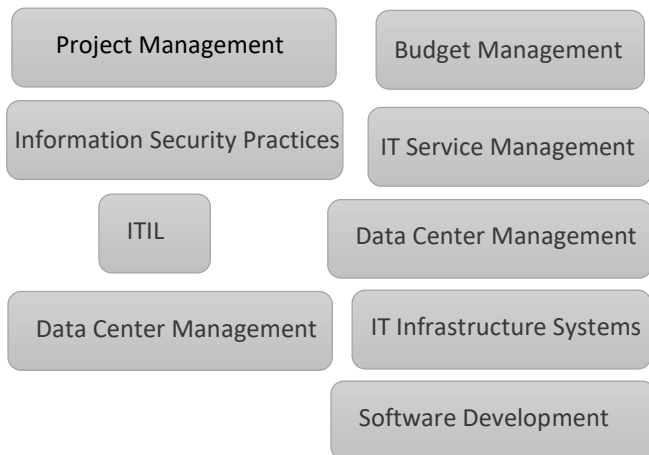 Project Management
Budget Management
Information Security Practices
IT Service Management
ITIL
Data Center Management
Data Center Management
IT Infrastructure Systems
Software Development